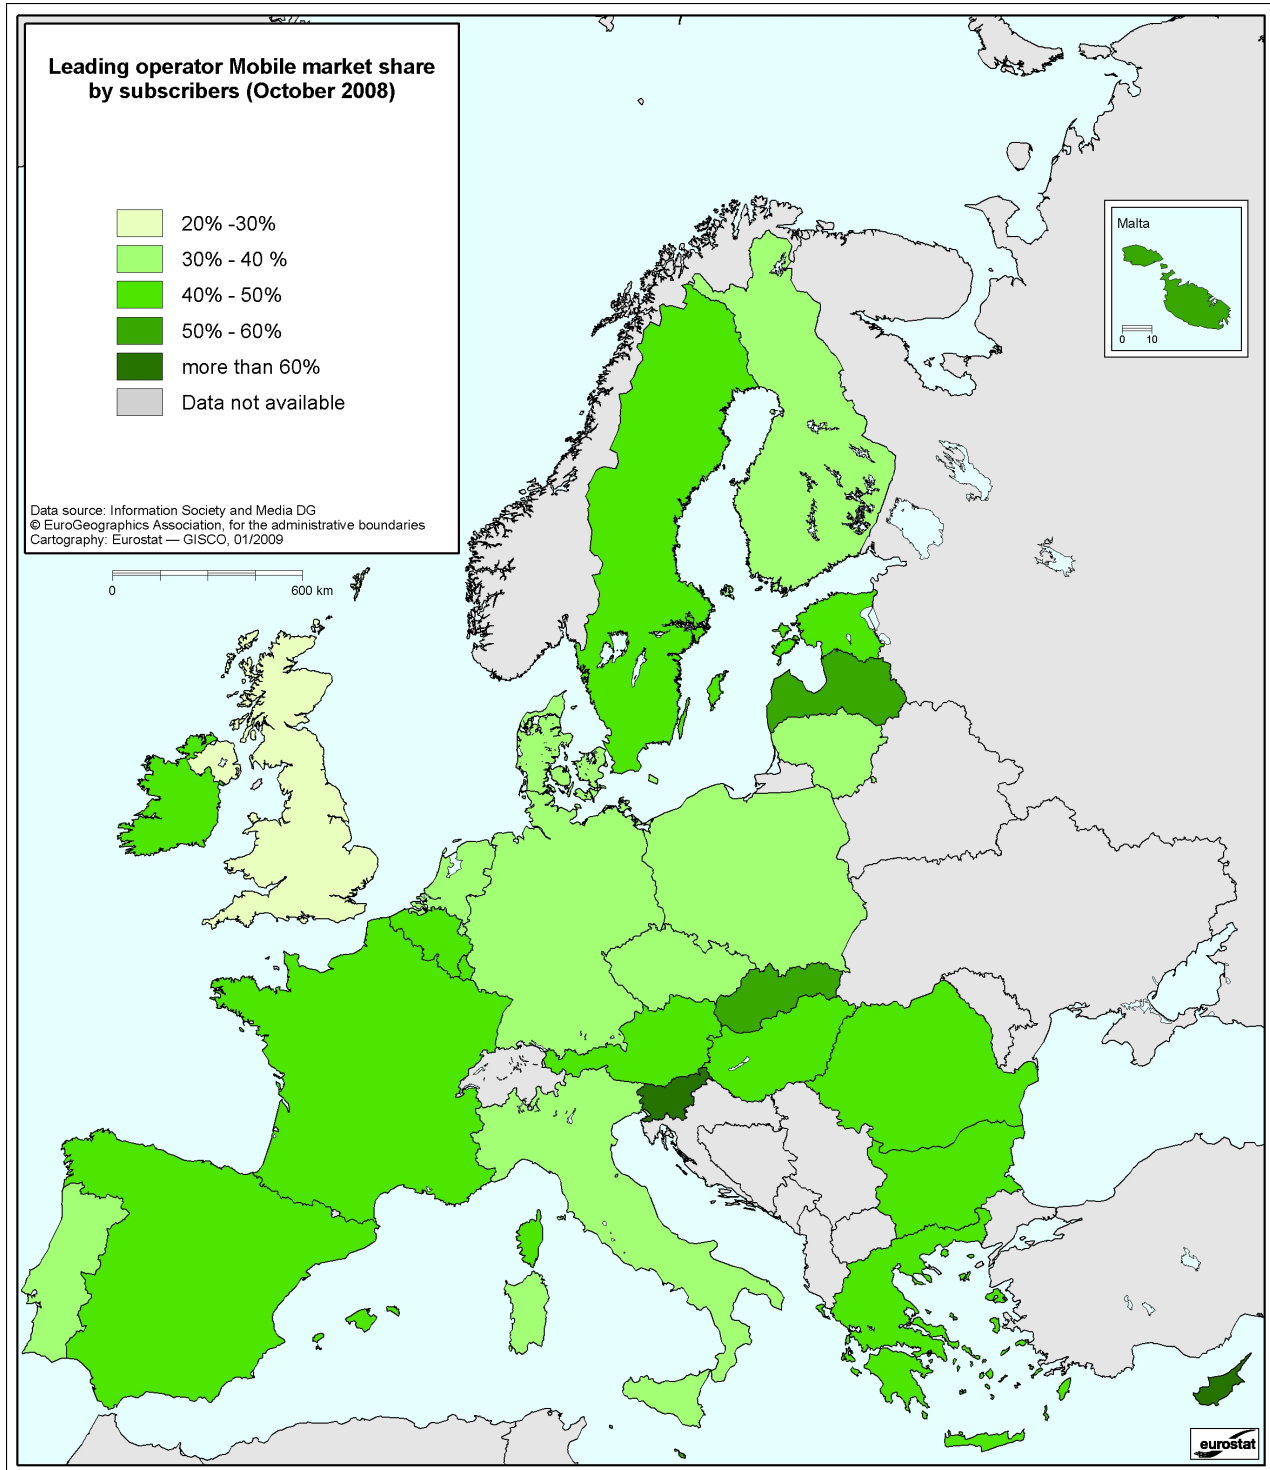 Leading operator Mobile market share
by subscribers (October 2008)
20% -30%
30% - 40 %
40% - 50%
50% - 60%
more than 60%
Data not available
Data source: Information Society and Media DG
© EuroGeographics Association, for the administrative boundaries
Cartography: Eurostat — GISCO, 01/2009
0 600 km
Malta
0 10
eurostat